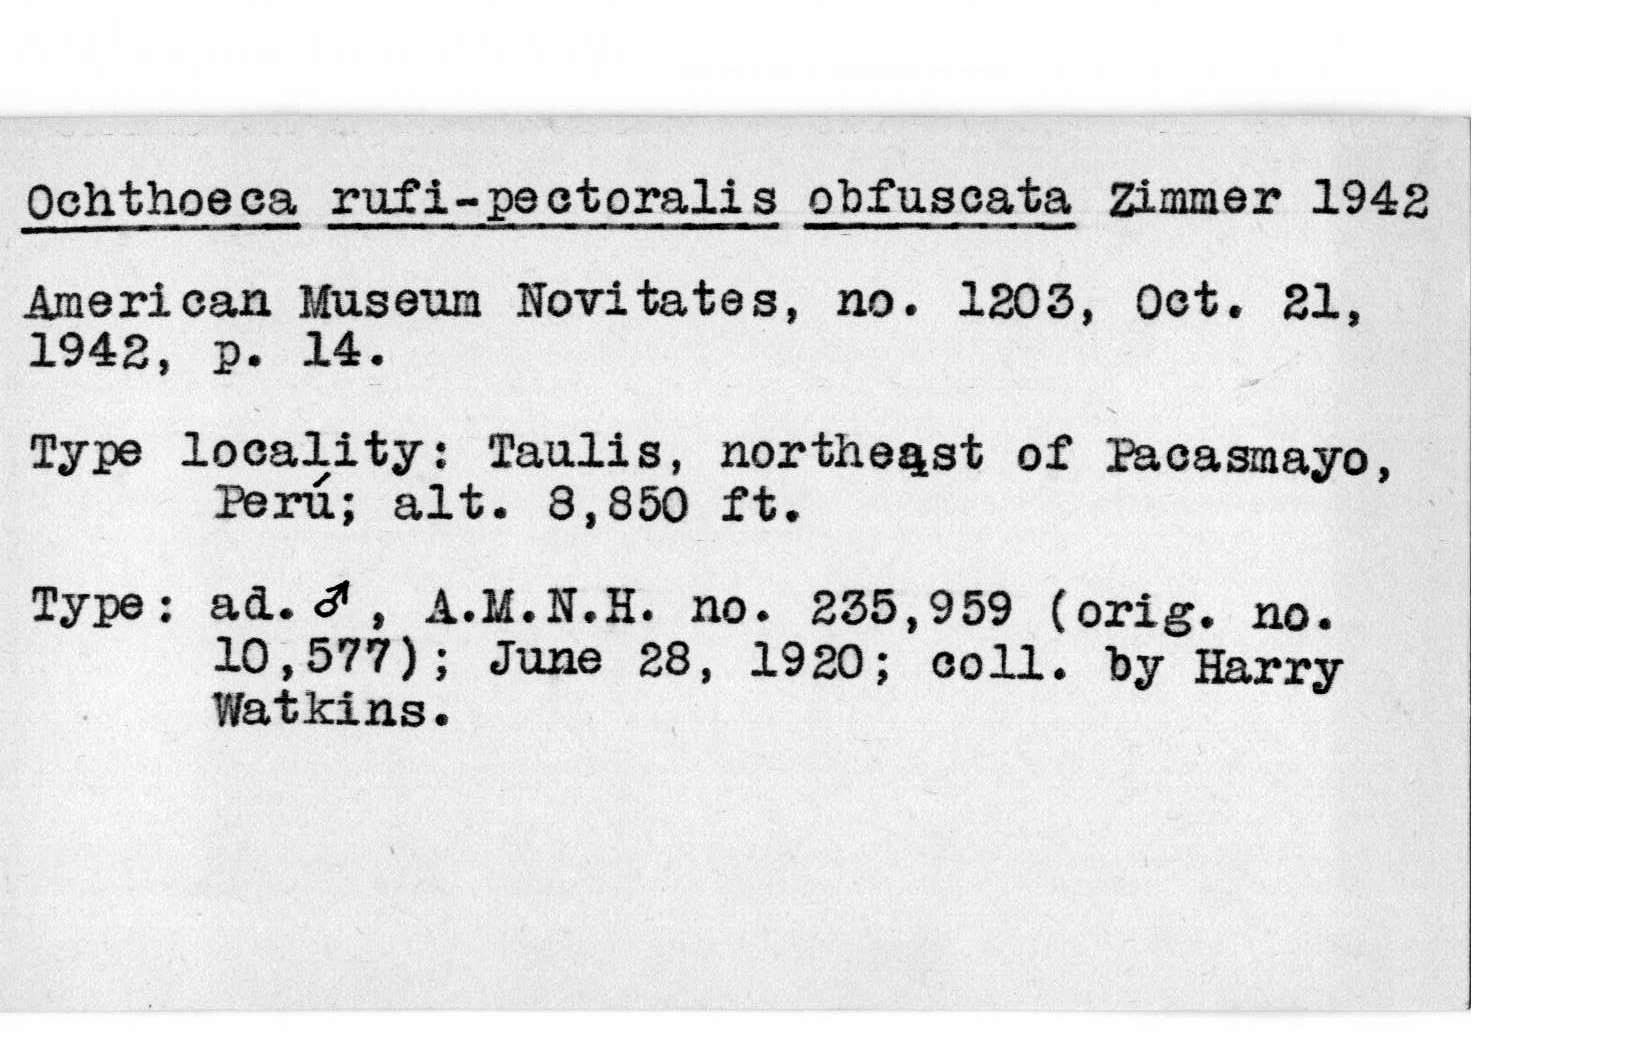 Ochthoeca rufi-pectoralis obfuscata Zimmer 1942
American Museum Novitates, no. 1203, Oct. 21,
1942, p. 14.
Type locality: Taulis, northeast of Pacasmayo,
Perú; alt. 8,850 ft.
Type: ad. ♂, A.M.N.H. no. 235,959 (orig. no.
10,577); June 28, 1920; coll. by Harry
Watkins.